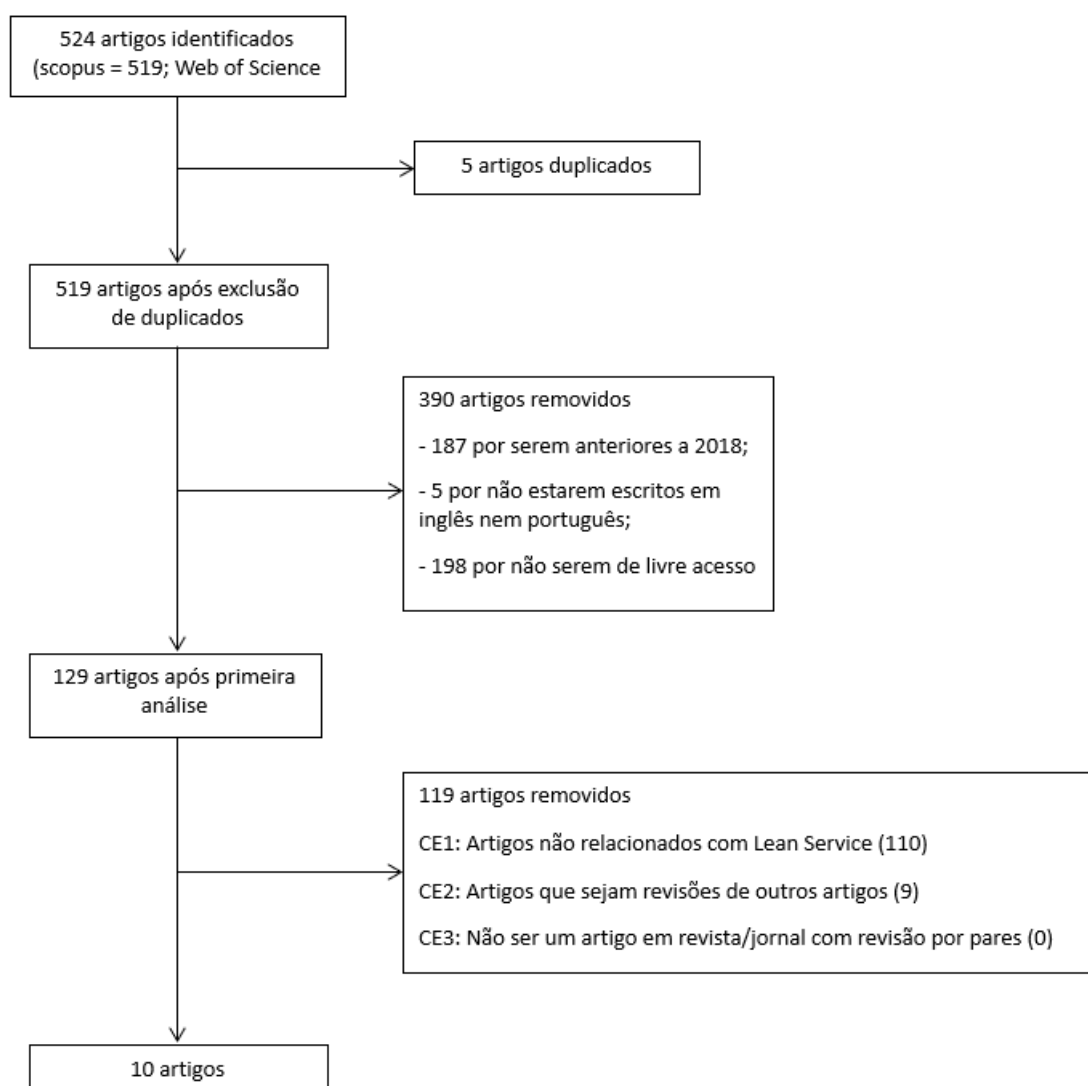 524 artigos identificados
(scopus = 519; Web of Science
5 artigos duplicados
519 artigos após exclusão
de duplicados
390 artigos removidos
- 187 por serem anteriores a 2018;
- 5 por não estarem escritos em
inglês nem português;
- 198 por não serem de livre acesso
129 artigos após primeira
análise
119 artigos removidos
CE1: Artigos não relacionados com Lean Service (110)
CE2: Artigos que sejam revisões de outros artigos (9)
CE3: Não ser um artigo em revista/jornal com revisão por pares (0)
10 artigos